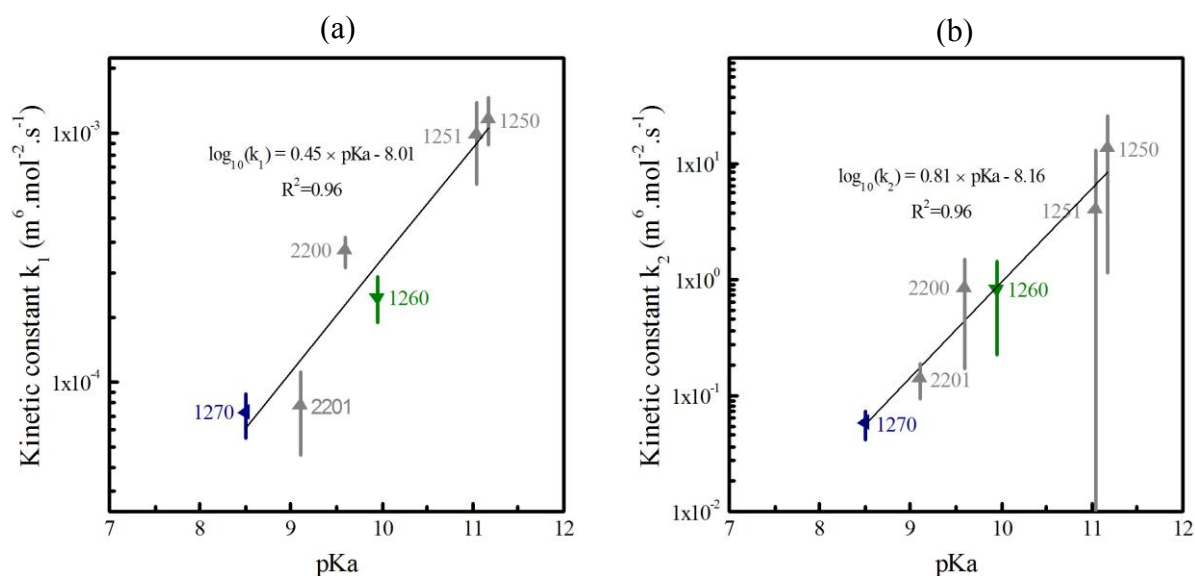 (a)
Kinetic constant k₁ (m⁶.mol⁻².s⁻¹)
1x10⁻³
1x10⁻⁴
log₁₀(k₁) = 0.45 × pKa - 8.01
R²=0.96
1251
1250
2200
1260
1270
2201
7 8 9 10 11 12
pKa
(b)
Kinetic constant k₂ (m⁶.mol⁻².s⁻¹)
1x10¹
1x10⁰
1x10⁻¹
1x10⁻²
log₁₀(k₂) = 0.81 × pKa - 8.16
R²=0.96
1250
1251
2200
1260
2201
1270
7 8 9 10 11 12
pKa